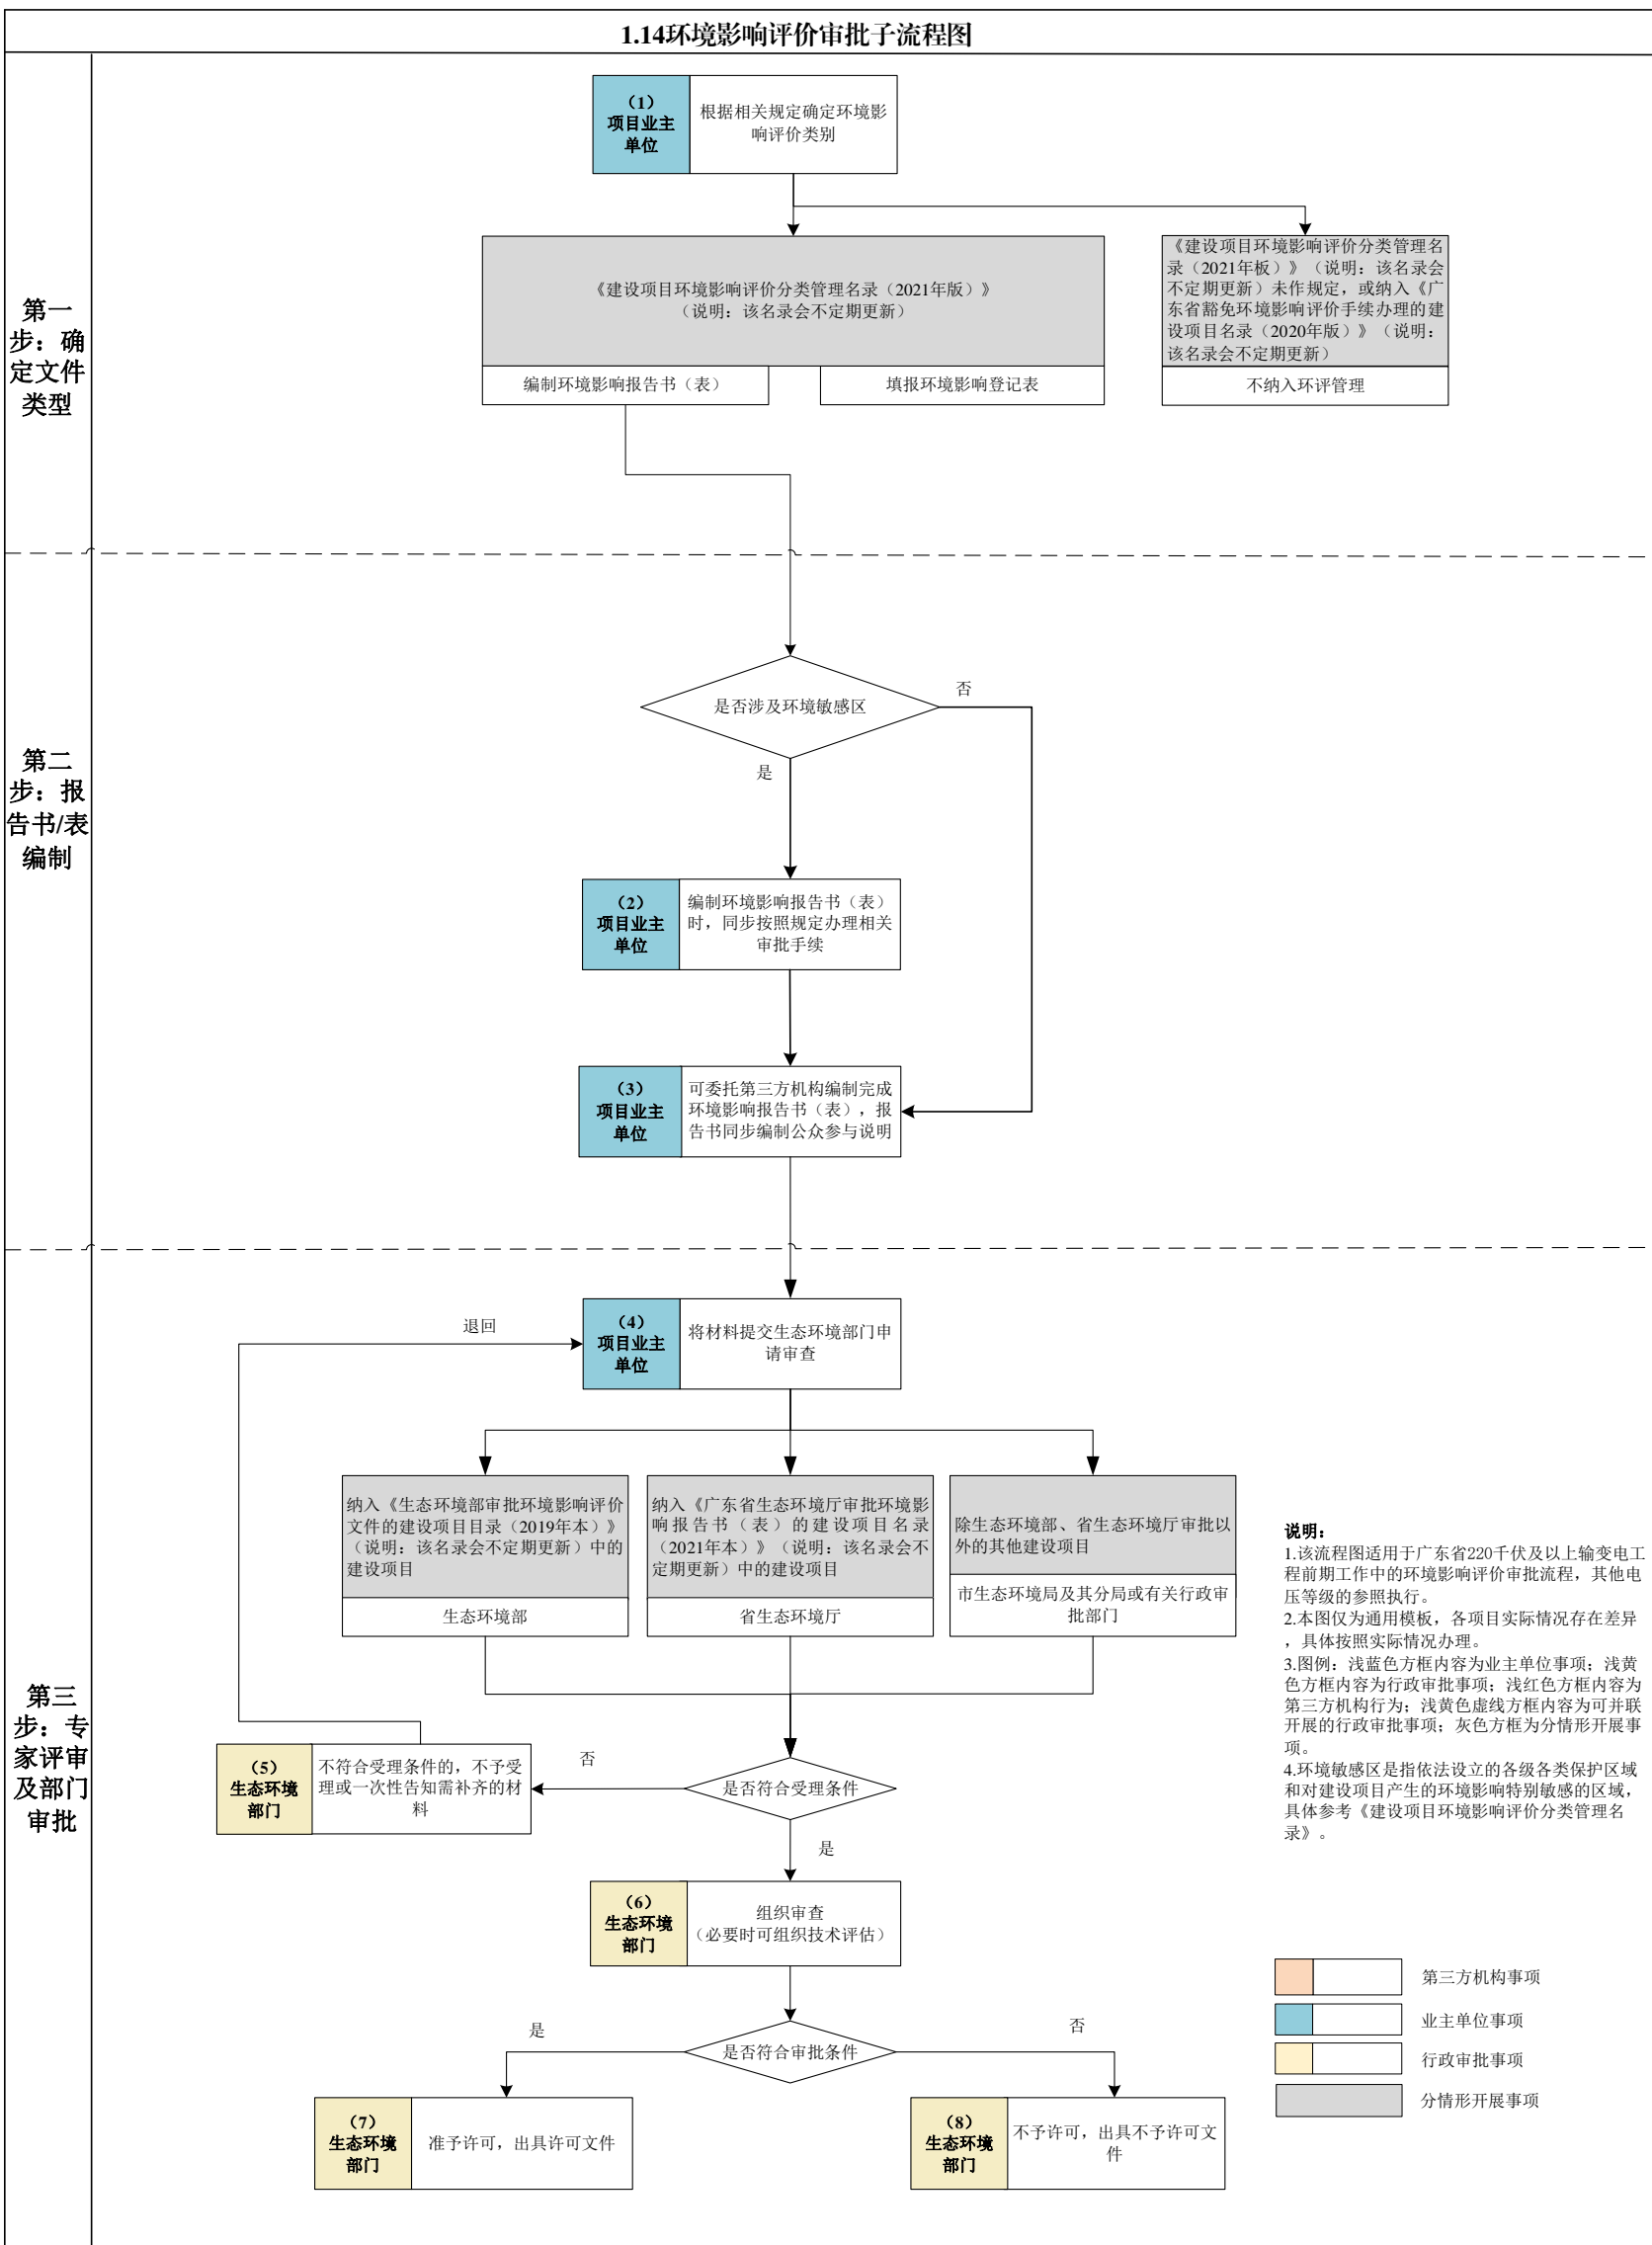 1.14环境影响评价审批子流程图
第一
步：确
定文件
类型
（1）
项目业主
单位
根据相关规定确定环境影
响评价类别
《建设项目环境影响评价分类管理名录（2021年版）》
（说明：该名录会不定期更新）
编制环境影响报告书（表）
填报环境影响登记表
《建设项目环境影响评价分类管理名
录（2021年板）》（说明：该名录会
不定期更新）未作规定，或纳入《广
东省豁免环境影响评价手续办理的建
设项目名录（2020年版）》（说明：
该名录会不定期更新）
不纳入环评管理
第二
步：报
告书/表
编制
是否涉及环境敏感区
否
是
（2）
项目业主
单位
编制环境影响报告书（表）
时，同步按照规定办理相关
审批手续
（3）
项目业主
单位
可委托第三方机构编制完成
环境影响报告书（表），报
告书同步编制公众参与说明
第三
步：专
家评审
及部门
审批
退回
（4）
项目业主
单位
将材料提交生态环境部门申
请审查
纳入《生态环境部审批环境影响评价
文件的建设项目目录（2019年本）》
（说明：该名录会不定期更新）中的
建设项目
生态环境部
纳入《广东省生态环境厅审批环境影
响报告书（表）的建设项目名录
（2021年本）》（说明：该名录会不
定期更新）中的建设项目
省生态环境厅
除生态环境部、省生态环境厅审批以
外的其他建设项目
市生态环境局及其分局或有关行政审
批部门
（5）
生态环境
部门
不符合受理条件的，不予受
理或一次性告知需补齐的材
料
否
是否符合受理条件
是
（6）
生态环境
部门
组织审查
（必要时可组织技术评估）
是
是否符合审批条件
否
（7）
生态环境
部门
准予许可，出具许可文件
（8）
生态环境
部门
不予许可，出具不予许可文
件
说明：
1.该流程图适用于广东省220千伏及以上输变电工
程前期工作中的环境影响评价审批流程，其他电
压等级的参照执行。
2.本图仅为通用模板，各项目实际情况存在差异
，具体按照实际情况办理。
3.图例：浅蓝色方框内容为业主单位事项；浅黄
色方框内容为行政审批事项；浅红色方框内容为
第三方机构行为；浅黄色虚线方框内容为可并联
开展的行政审批事项；灰色方框为分情形开展事
项。
4.环境敏感区是指依法设立的各级各类保护区域
和对建设项目产生的环境影响特别敏感的区域，
具体参考《建设项目环境影响评价分类管理名
录》。
第三方机构事项
业主单位事项
行政审批事项
分情形开展事项